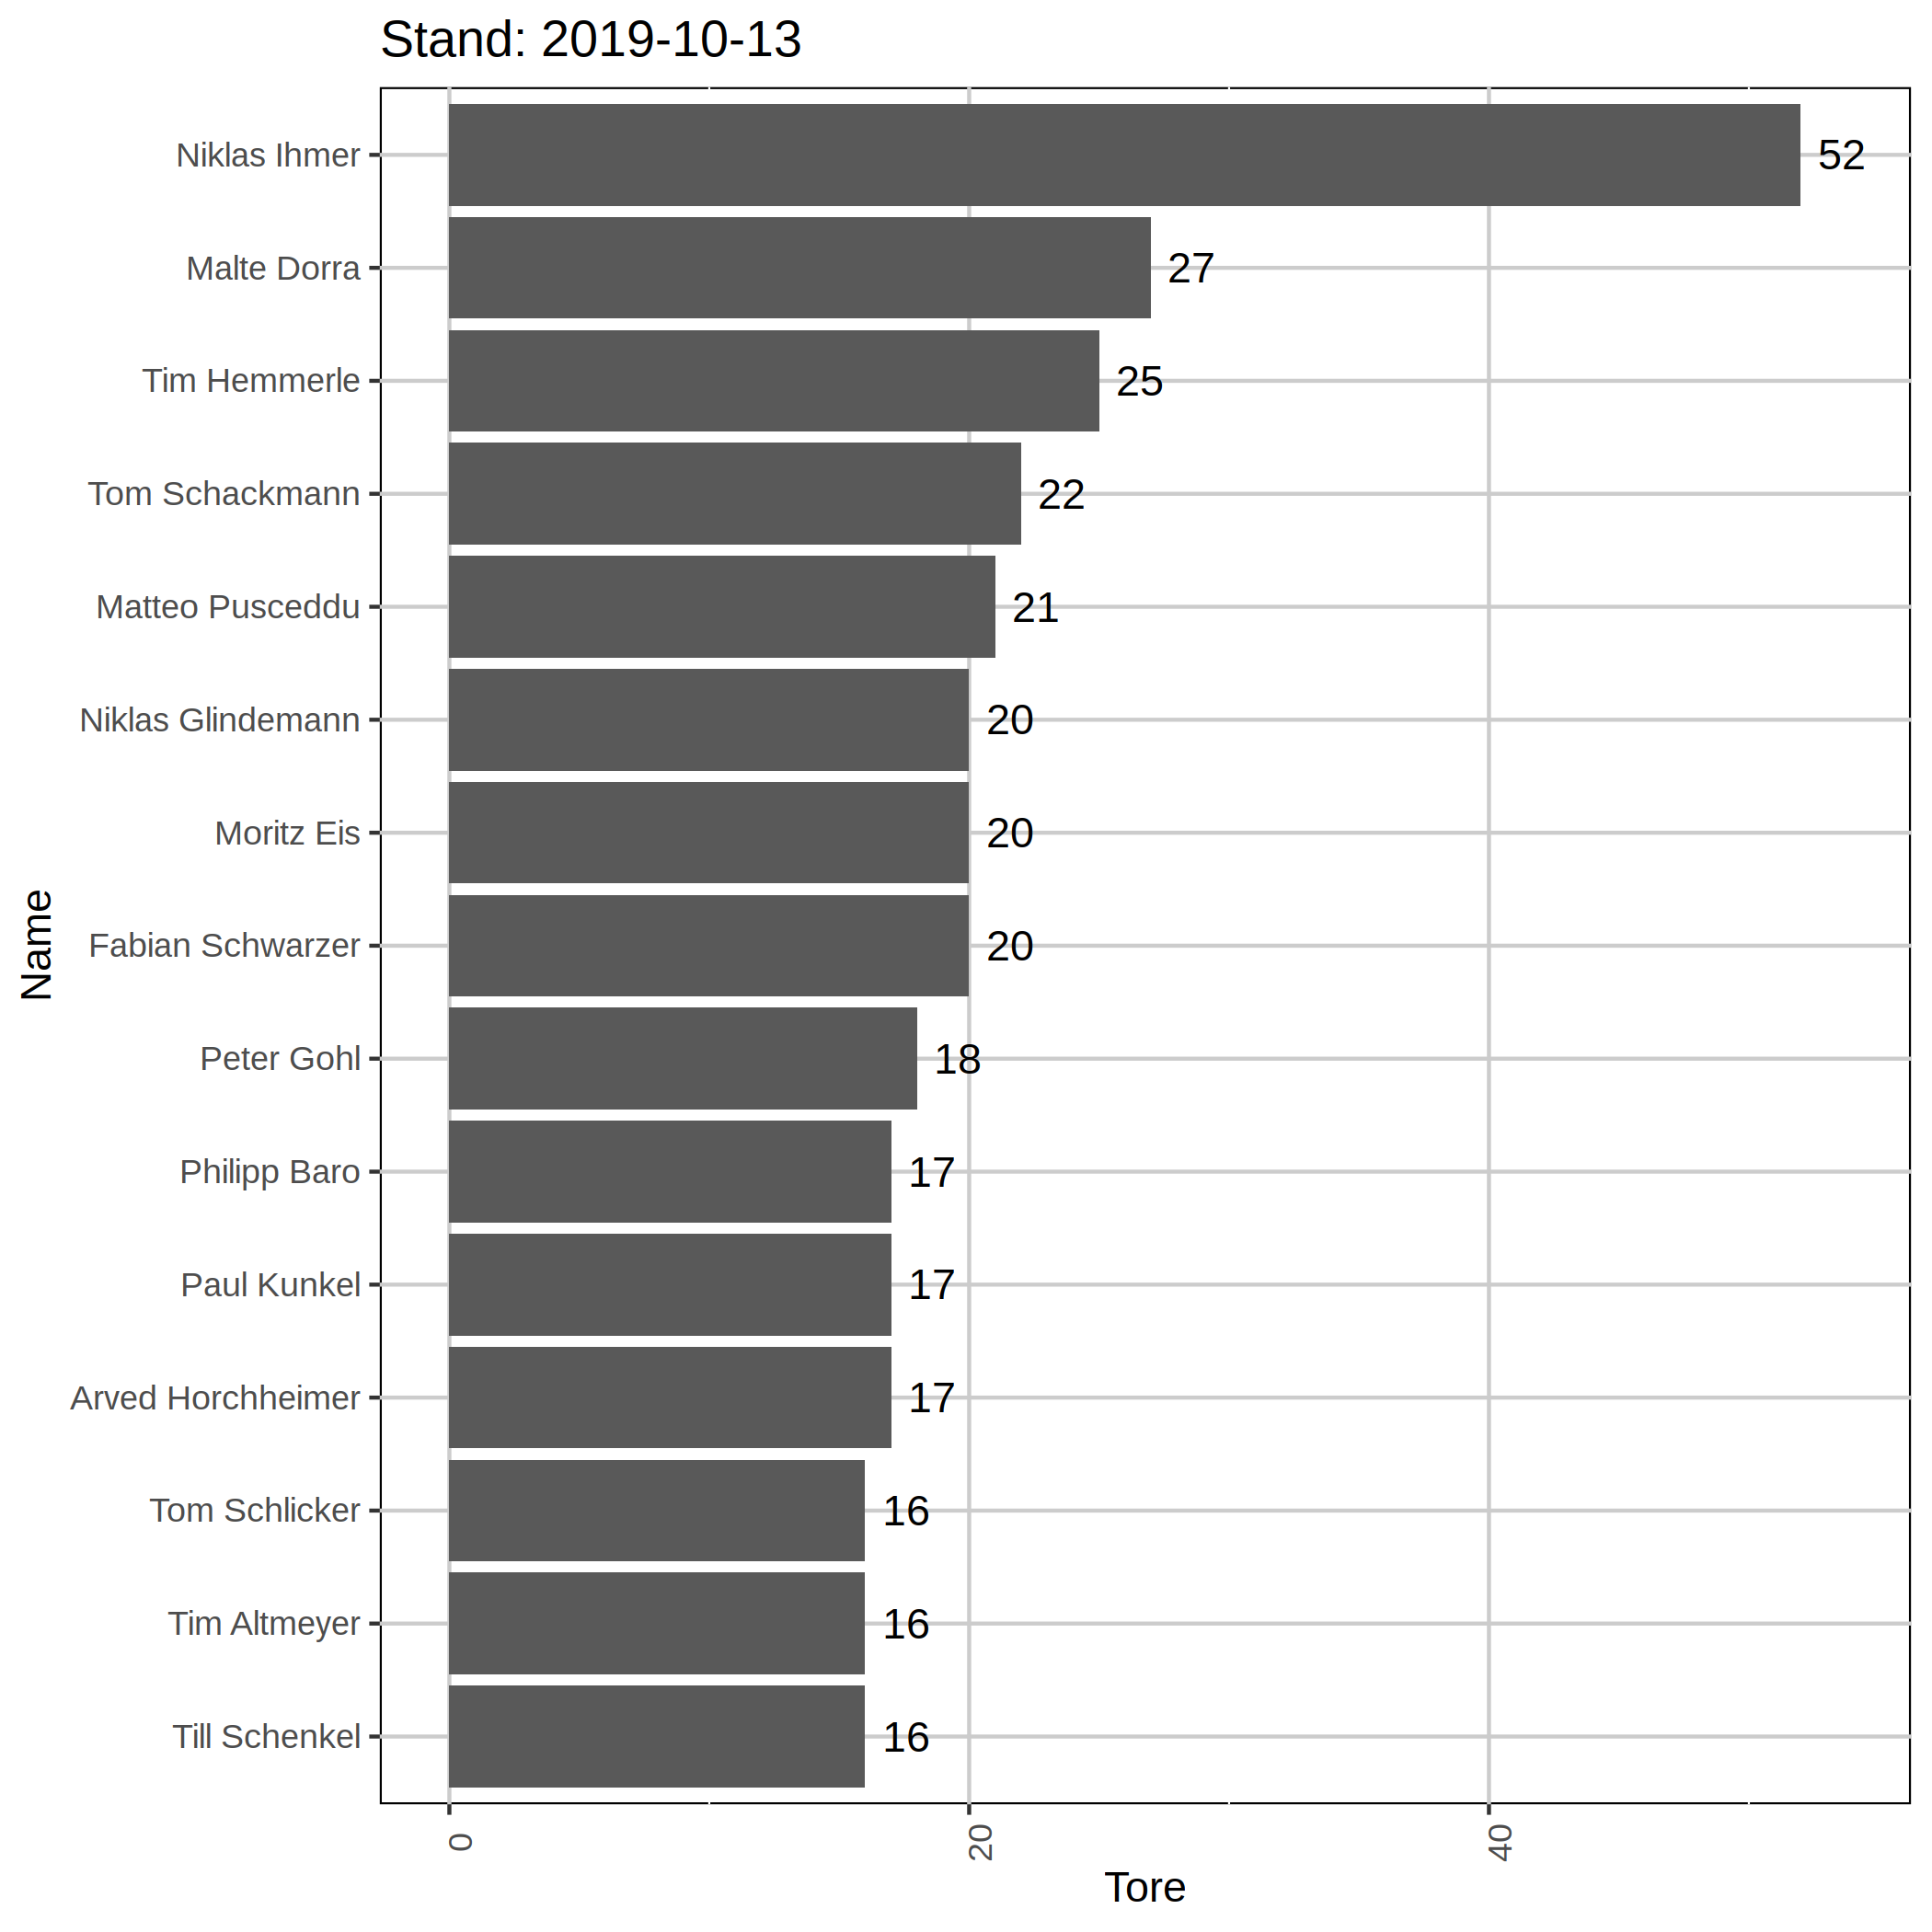 Stand: 2019-10-13
Niklas Ihmer 52
Malte Dorra 27
Tim Hemmerle 25
Tom Schackmann 22
Matteo Pusceddu 21
Niklas Glindemann 20
Moritz Eis 20
Fabian Schwarzer 20
Peter Gohl 18
Philipp Baro 17
Paul Kunkel 17
Arved Horchheimer 17
Tom Schlicker 16
Tim Altmeyer 16
Till Schenkel 16
Name
0 20 40
Tore